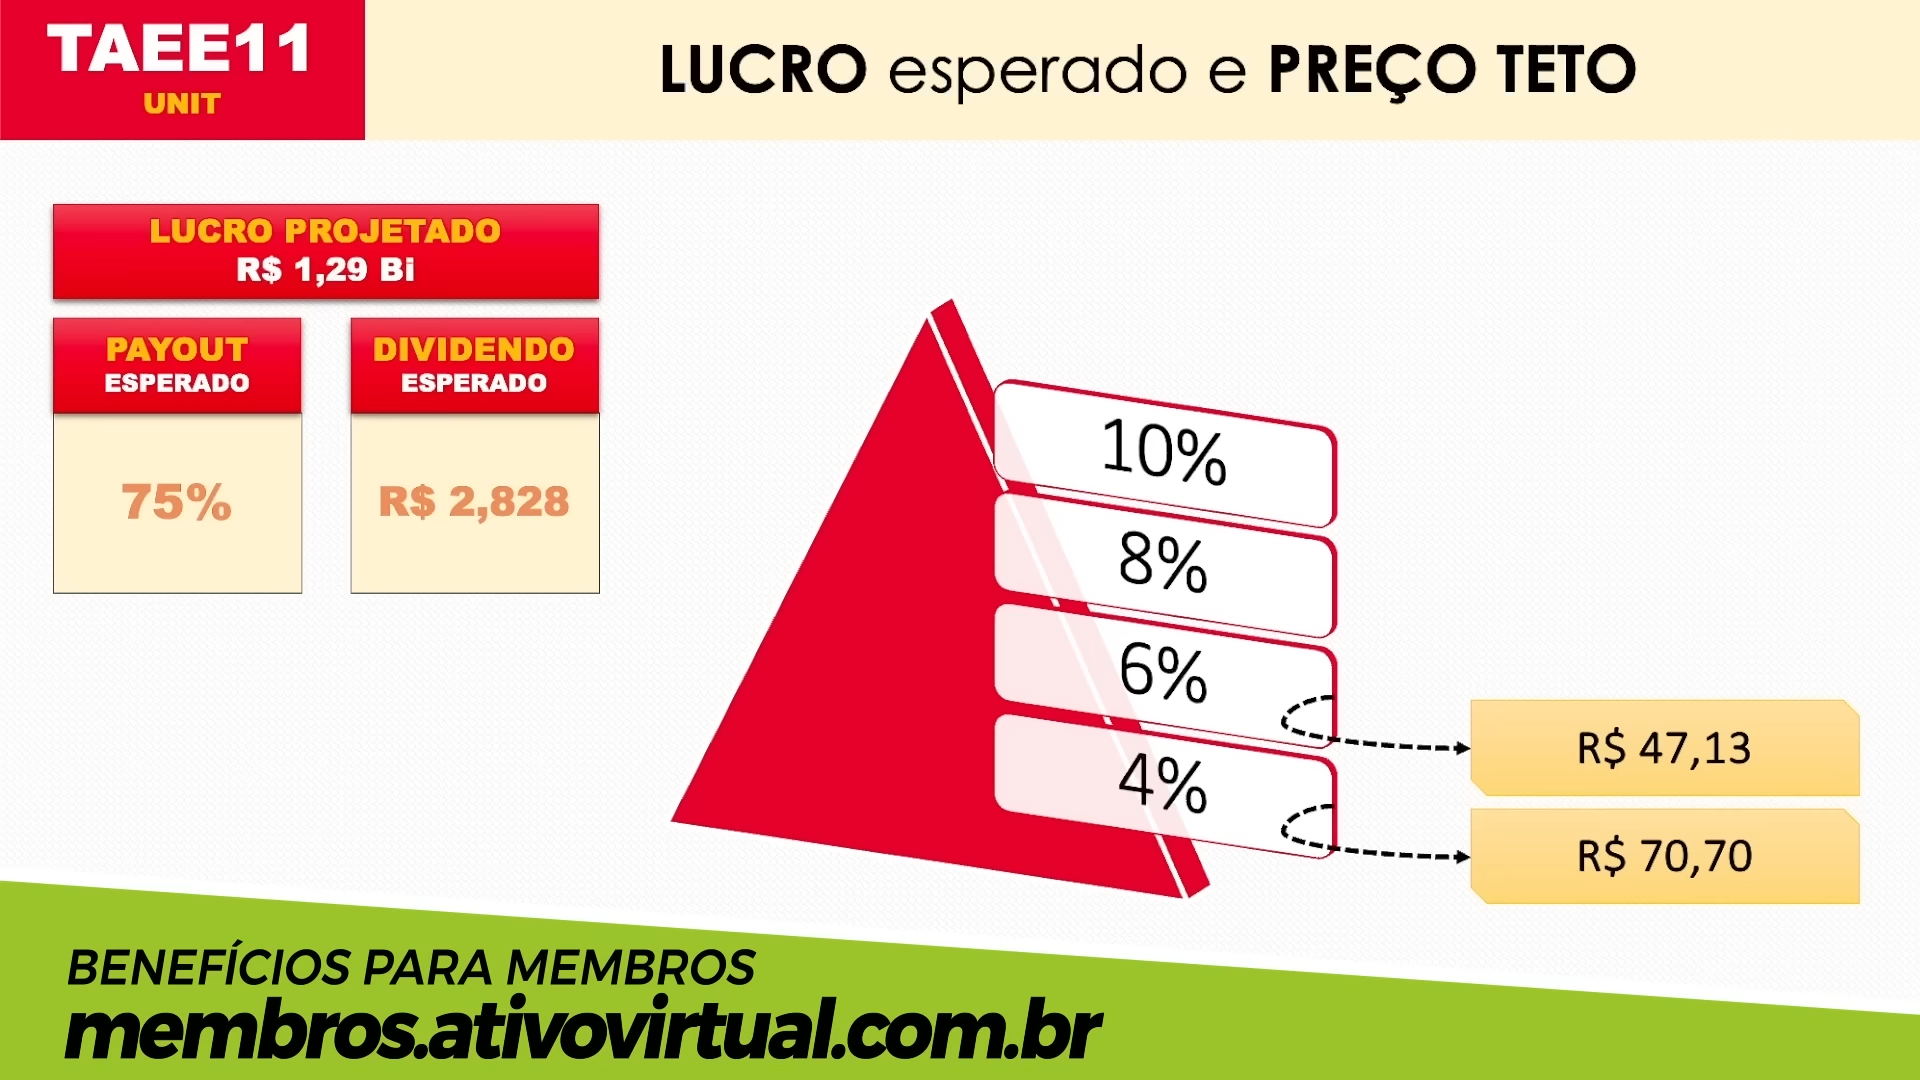 TAEE11
UNIT
LUCRO esperado e PREÇO TETO
LUCRO PROJETADO
R$ 1,29 Bi
PAYOUT
ESPERADO
75%
DIVIDENDO
ESPERADO
R$ 2,828
10%
8%
6%
4%
R$ 47,13
R$ 70,70
BENEFÍCIOS PARA MEMBROS
membros.ativovirtual.com.br